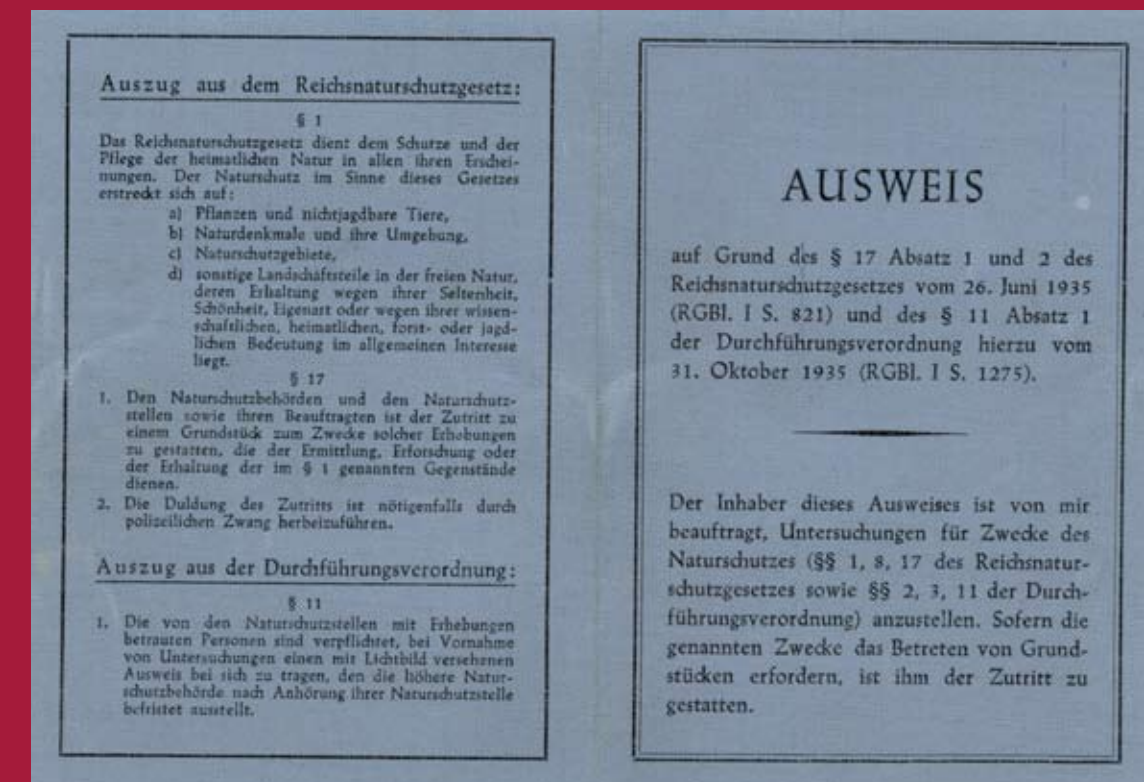 Auszug aus dem Reichsnaturschutzgesetz:
§ 1
Das Reichsnaturschutzgesetz dient dem Schutze und der
Pflege der heimatlichen Natur in allen ihren Erschei-
nungen. Der Naturschutz im Sinne dieses Gesetzes
erstreckt sich auf:
a) Pflanzen und nichtjagdbare Tiere,
b) Naturdenkmale und ihre Umgebung,
c) Naturschutzgebiete,
d) sonstige Landschaftsteile in der freien Natur,
deren Erhaltung wegen ihrer Seltenheit,
Schönheit, Eigenart oder wegen ihrer wissen-
schaftlichen, heimatlichen, forst- oder jagd-
lichen Bedeutung im allgemeinen Interesse
liegt.
§ 17
1. Den Naturschutzbehörden und den Naturschutz-
stellen sowie ihren Beauftragten ist der Zutritt zu
einem Grundstück zum Zwecke solcher Erhebungen
zu gestatten, die der Ermittlung, Erforschung oder
der Erhaltung der im § 1 genannten Gegenstände
dienen.
2. Die Duldung des Zutritts ist nötigenfalls durch
polizeilichen Zwang herbeizuführen.
Auszug aus der Durchführungsverordnung:
§ 11
1. Die von den Naturschutzstellen mit Erhebungen
betrauten Personen sind verpflichtet, bei Vornahme
von Untersuchungen einen mit Lichtbild versehenen
Ausweis bei sich zu tragen, den die höhere Natur-
schutzbehörde nach Anhörung ihrer Naturschutzstelle
befristet ausstellt.
AUSWEIS
auf Grund des § 17 Absatz 1 und 2 des
Reichsnaturschutzgesetzes vom 26. Juni 1935
(RGBl. I S. 821) und des § 11 Absatz 1
der Durchführungsverordnung hierzu vom
31. Oktober 1935 (RGBl. I S. 1275).
Der Inhaber dieses Ausweises ist von mir
beauftragt, Untersuchungen für Zwecke des
Naturschutzes (§§ 1, 8, 17 des Reichsnatur-
schutzgesetzes sowie §§ 2, 3, 11 der Durch-
führungsverordnung) anzustellen. Sofern die
genannten Zwecke das Betreten von Grund-
stücken erfordern, ist ihm der Zutritt zu
gestatten.